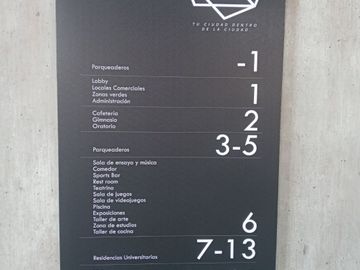 TU CIUDAD DENTRO
DE LA CIUDAD
Parqueaderos -1
Lobby
Locales Comerciales
Zonas verdes
Administración 1
Cafetería
Gimnasio
Oratorio 2
Parqueaderos 3-5
Sala de ensayo y música
Comedor
Sports Bar
Rest room
Teatrino
Sala de juegos
Sala de videojuegos
Piscina
Exposiciones
Taller de arte
Zona de estudios
Taller de cocina 6
Residencias Universitarias 7-13